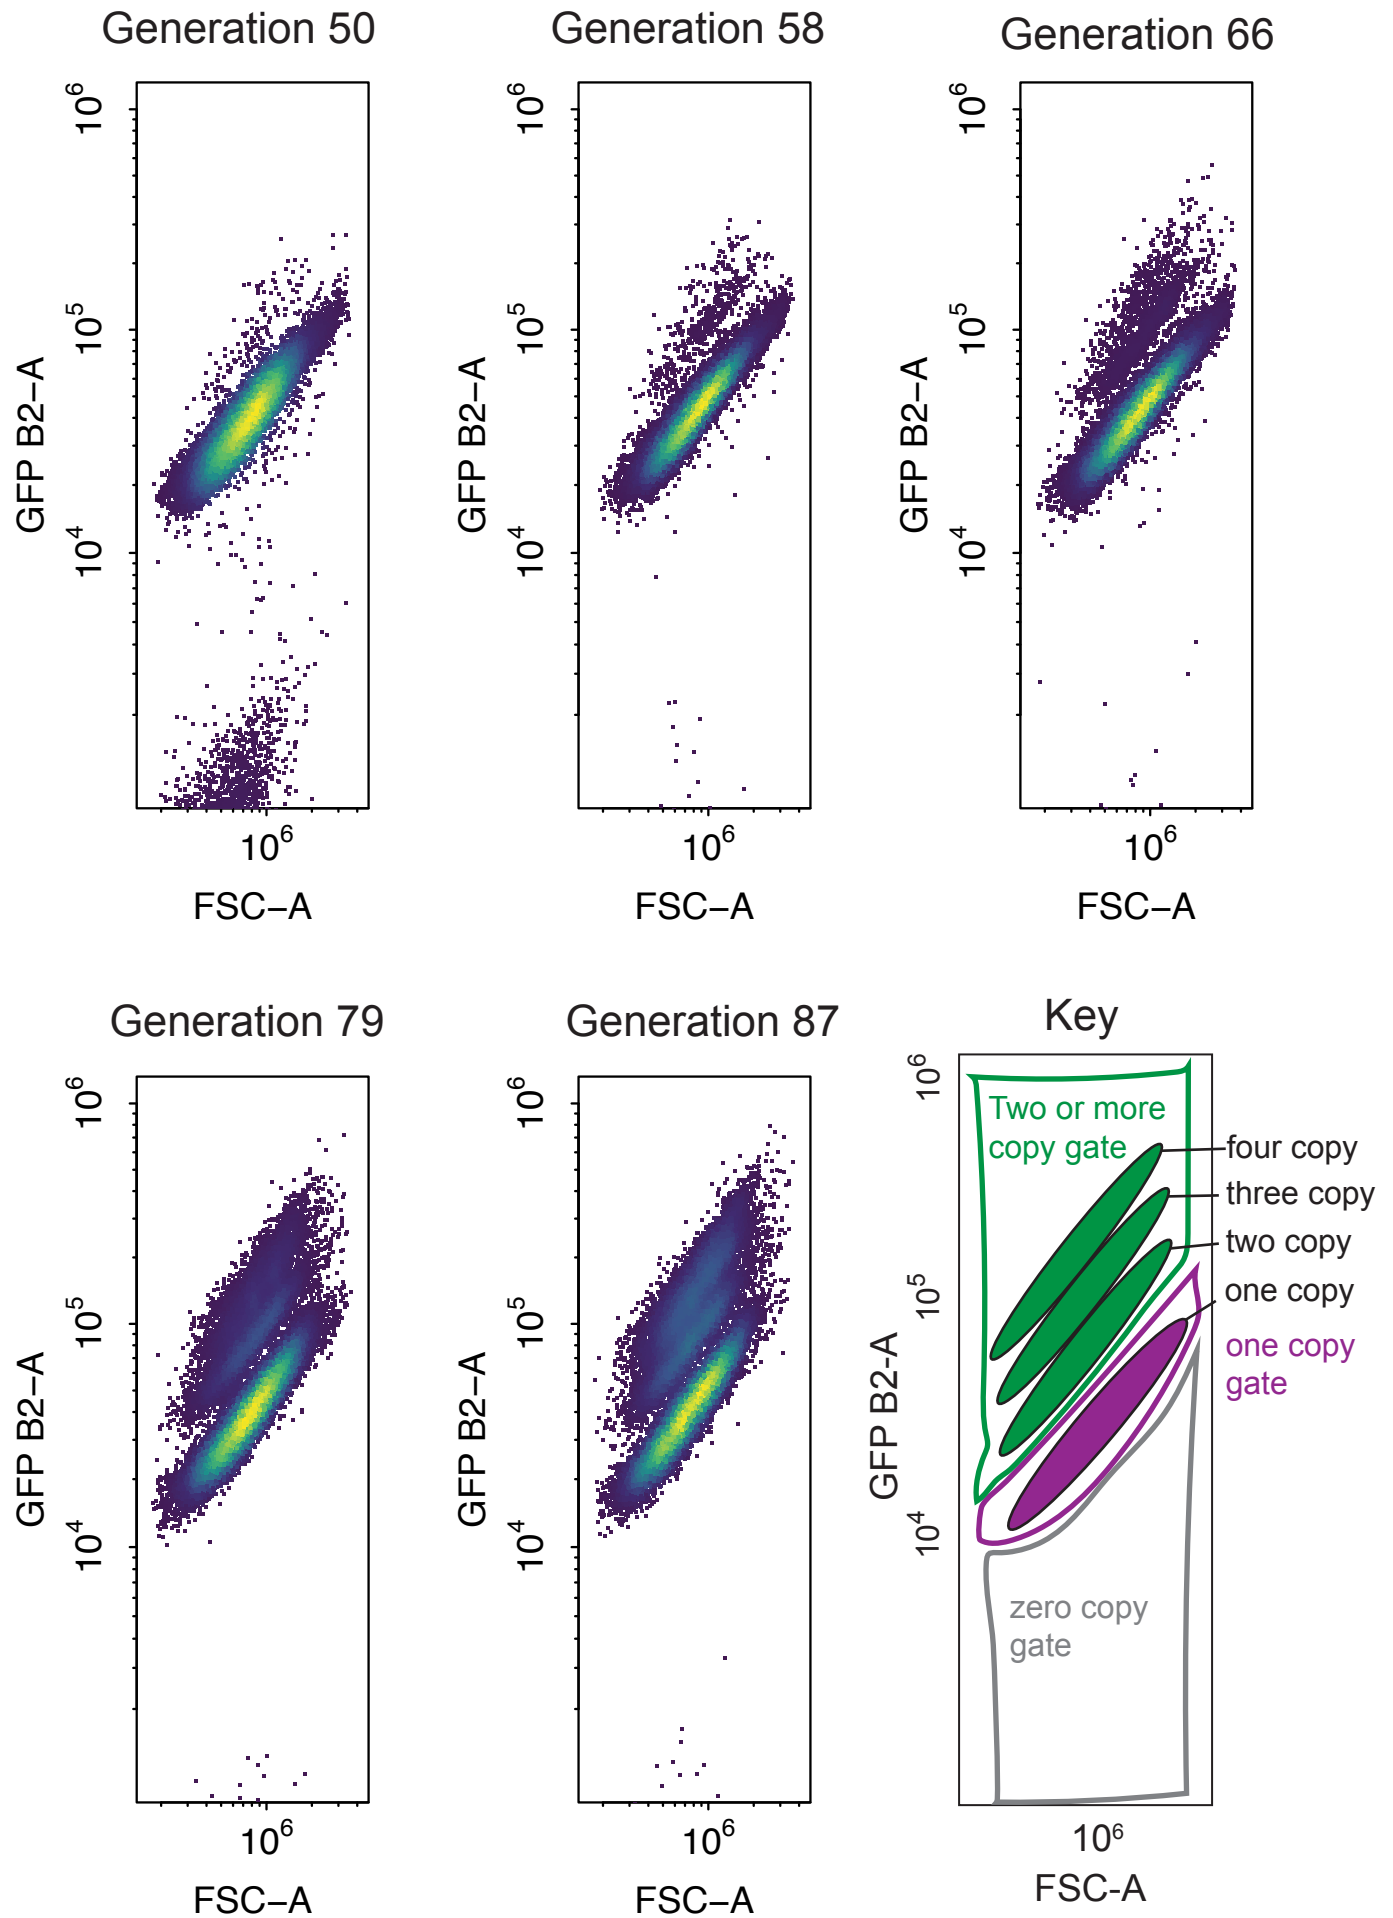 Generation 50
Generation 58
Generation 66
GFP B2–A
10⁶
10⁵
10⁴
10⁶
FSC–A
GFP B2–A
10⁶
10⁵
10⁴
10⁶
FSC–A
GFP B2–A
10⁶
10⁵
10⁴
10⁶
FSC–A
Generation 79
Generation 87
Key
GFP B2–A
10⁶
10⁵
10⁴
10⁶
FSC–A
GFP B2–A
10⁶
10⁵
10⁴
10⁶
FSC–A
GFP B2-A
10⁶
10⁵
10⁴
Two or more
copy gate
four copy
three copy
two copy
one copy
one copy
gate
zero copy
gate
10⁶
FSC-A